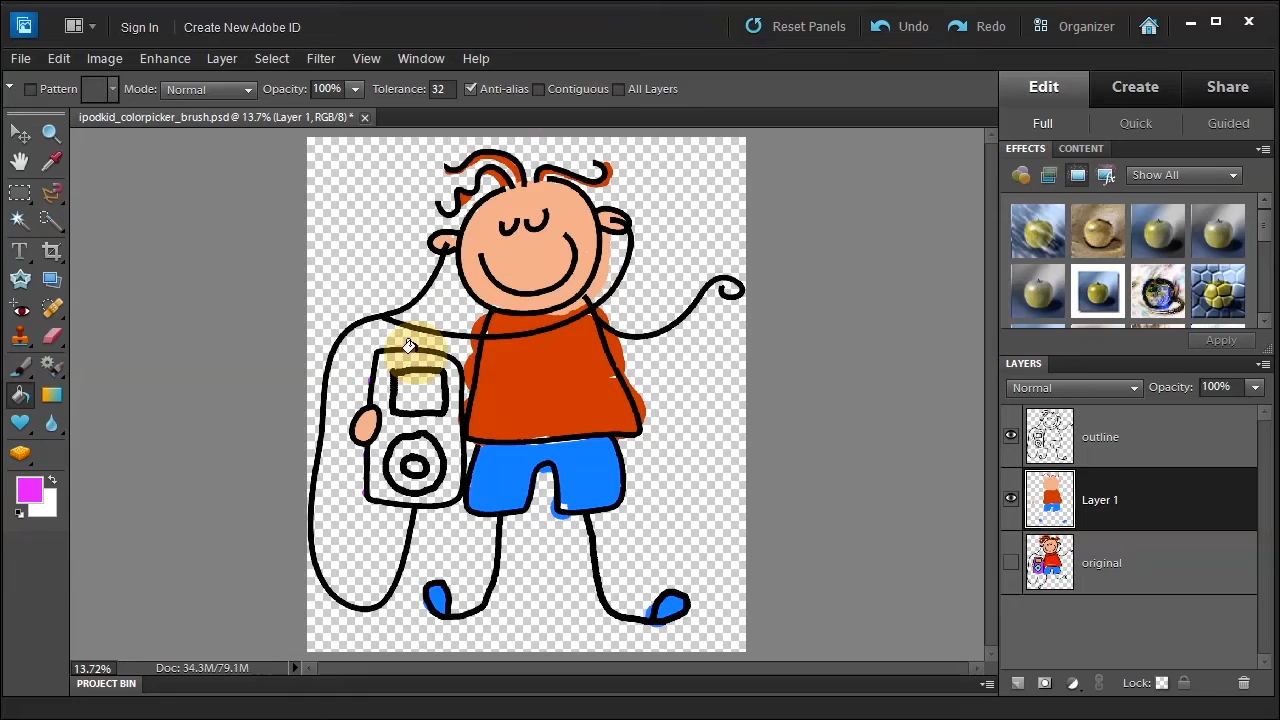 Sign In Create New Adobe ID Reset Panels Undo Redo Organizer
File Edit Image Enhance Layer Select Filter View Window Help
Pattern Mode: Normal Opacity: 100% Tolerance: 32 Anti-alias Contiguous All Layers
Edit Create Share
ipodkid_colorpicker_brush.psd @ 13.7% (Layer 1, RGB/8) *
Full Quick Guided
EFFECTS CONTENT
Show All
Apply
LAYERS
Normal Opacity: 100%
outline
Layer 1
original
13.72% Doc: 34.3M/79.1M
PROJECT BIN
Lock: